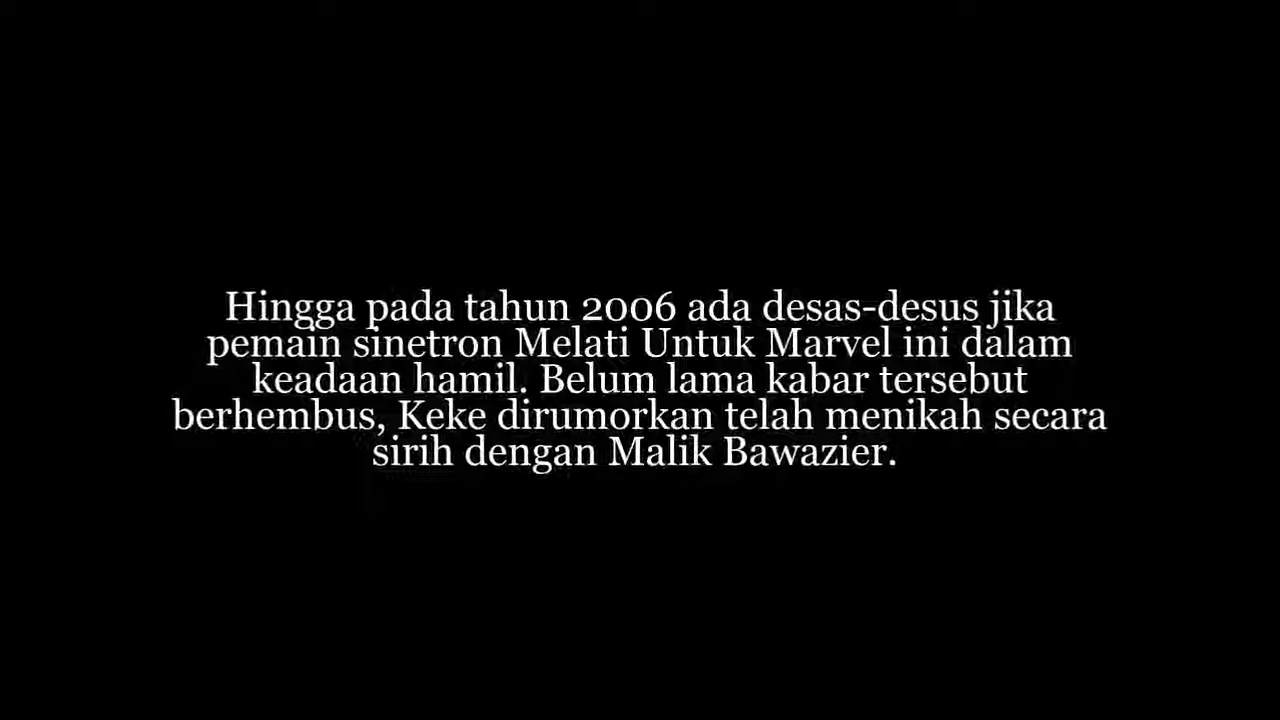 Hingga pada tahun 2006 ada desas-desus jika
pemain sinetron Melati Untuk Marvel ini dalam
keadaan hamil. Belum lama kabar tersebut
berhembus, Keke dirumorkan telah menikah secara
sirih dengan Malik Bawazier.